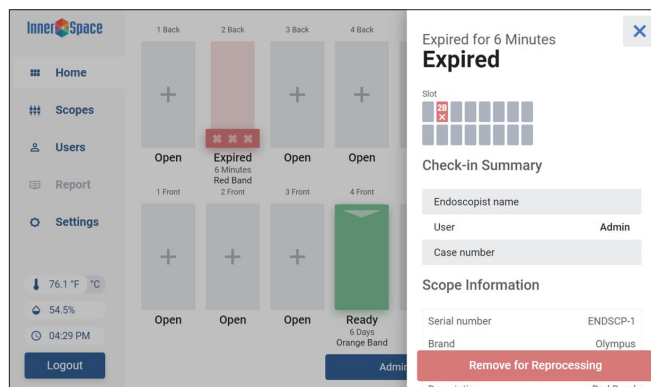 InnerSpace
Home
Scopes
Users
Report
Settings
76.1 °F °C
54.5%
04:29 PM
Logout
1 Back 2 Back 3 Back 4 Back
Open Expired Open Open
6 Minutes
Red Band
1 Front 2 Front 3 Front 4 Front
Open Open Open Ready
6 Days
Orange Band
Admin
Expired for 6 Minutes
Expired
Slot
2B
Check-in Summary
Endoscopist name
User Admin
Case number
Scope Information
Serial number ENDSCP-1
Brand Olympus
Remove for Reprocessing